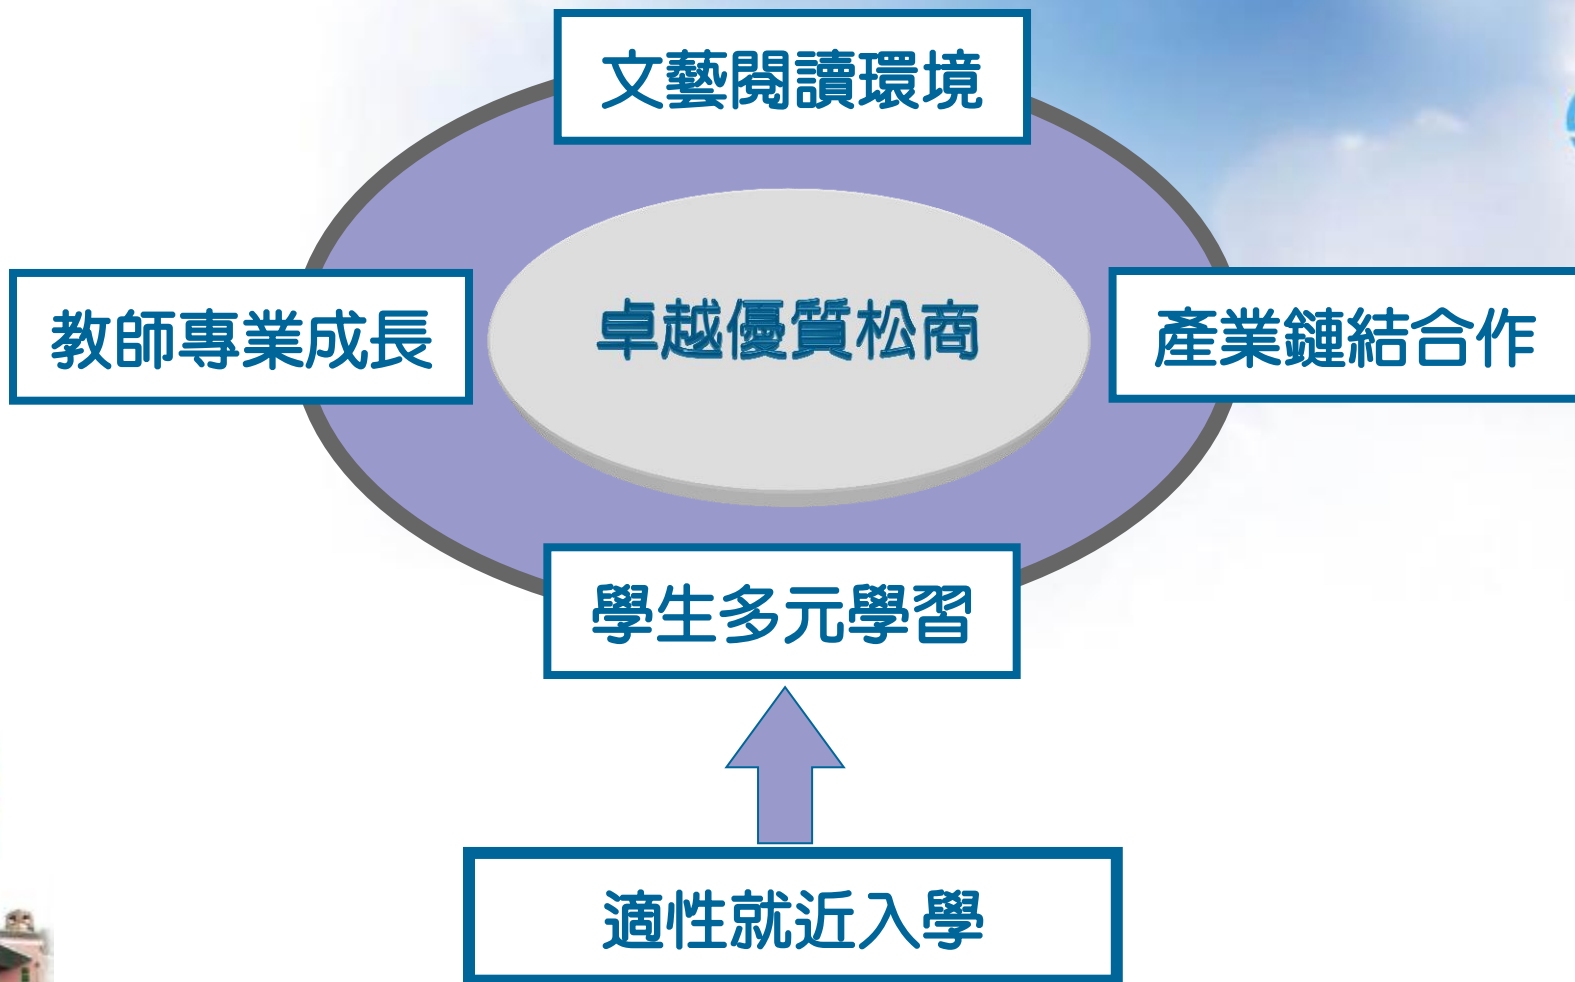 文藝閱讀環境
教師專業成長
卓越優質松商
產業鏈結合作
學生多元學習
適性就近入學